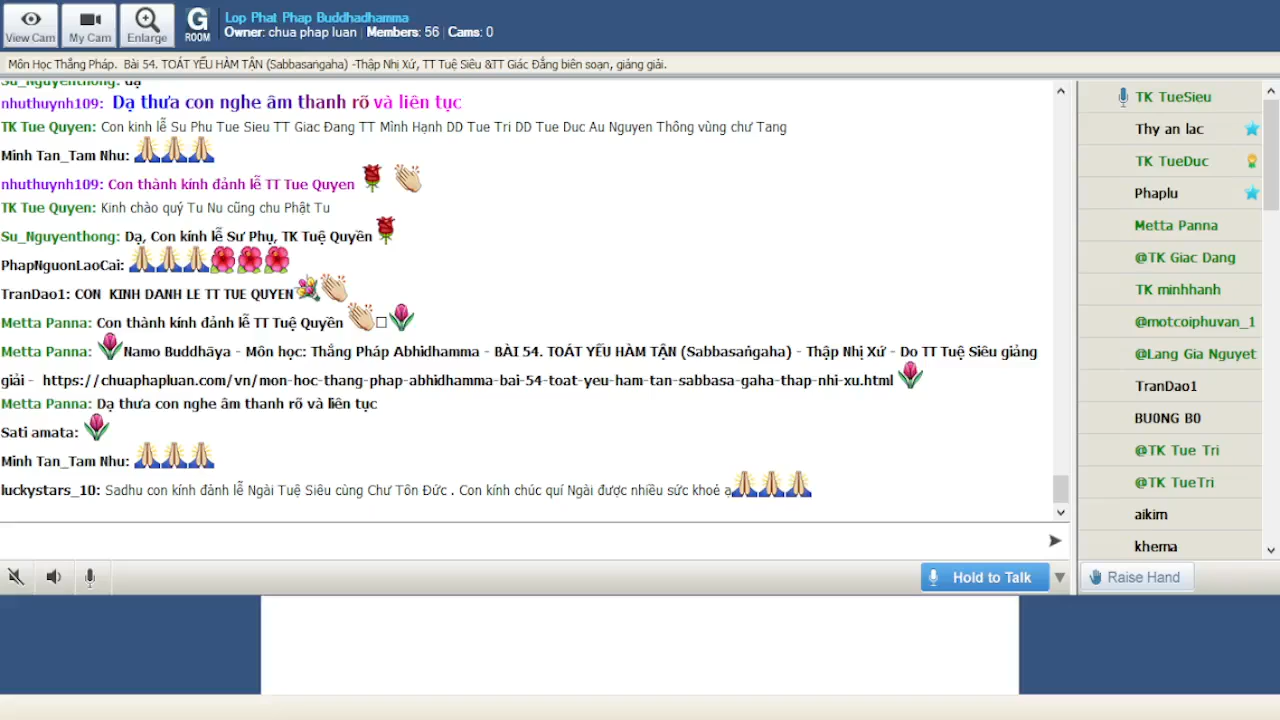 View Cam
My Cam
Enlarge
G
ROOM
Lop Phat Phap Buddhadhamma
Owner: chua phap luan | Members: 56 | Cams: 0
Môn Học Thắng Pháp. Bài 54. TOÁT YẾU HÀM TẬN (Sabbasaṅgaha) -Thập Nhị Xứ, TT Tuệ Siêu &TT Giác Đẳng biên soạn, giảng giải.
Su_Nguyenthong: dạ
nhuthuynh109: Dạ thưa con nghe âm thanh rõ và liên tục
TK Tue Quyen: Con kinh lễ Su Phu Tue Sieu TT Giac Đang TT Mình Hạnh DD Tue Tri DD Tue Duc Au Nguyen Thông vùng chư Tang
Minh Tan_Tam Nhu:
nhuthuynh109: Con thành kính đảnh lễ TT Tue Quyen
TK Tue Quyen: Kinh chào quý Tu Nu cũng chu Phật Tu
Su_Nguyenthong: Dạ, Con kính lễ Sư Phụ, TK Tuệ Quyền
PhapNguonLaoCai:
TranDao1: CON KINH DANH LE TT TUE QUYEN
Metta Panna: Con thành kính đảnh lễ TT Tuệ Quyền
Metta Panna: Namo Buddhāya - Môn học: Thắng Pháp Abhidhamma - BÀI 54. TOÁT YẾU HÀM TẬN (Sabbasaṅgaha) - Thập Nhị Xứ - Do TT Tuệ Siêu giảng
giải - https://chuaphapluan.com/vn/mon-hoc-thang-phap-abhidhamma-bai-54-toat-yeu-ham-tan-sabbasa-gaha-thap-nhi-xu.html
Metta Panna: Dạ thưa con nghe âm thanh rõ và liên tục
Sati amata:
Minh Tan_Tam Nhu:
luckystars_10: Sadhu con kính đảnh lễ Ngài Tuệ Siêu cùng Chư Tôn Đức . Con kính chúc quí Ngài được nhiều sức khoẻ ạ
TK TueSieu
Thy an lac
TK TueDuc
Phaplu
Metta Panna
@TK Giac Dang
TK minhhanh
@motcoiphuvan_1
@Lang Gia Nguyet
TranDao1
BU0NG B0
@TK Tue Tri
@TK TueTri
aikim
khema
Hold to Talk
Raise Hand